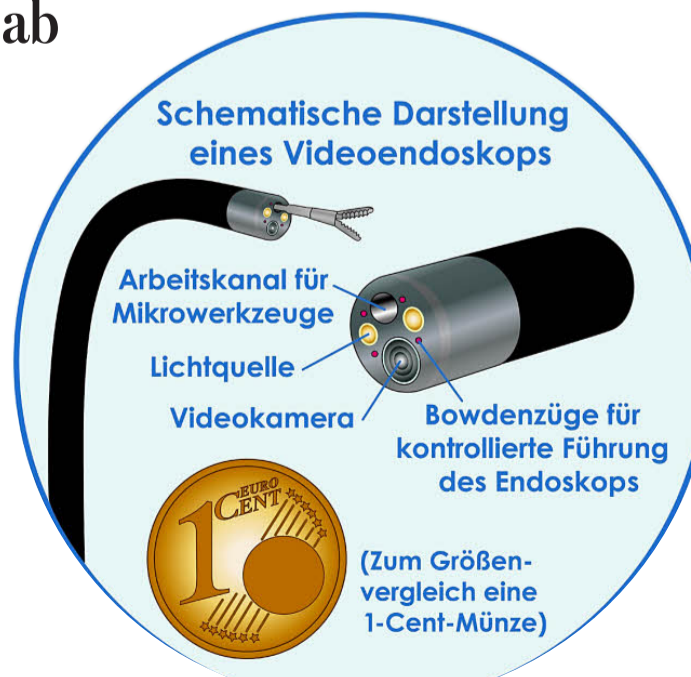 ab
Schematische Darstellung
eines Videoendoskops
Arbeitskanal für
Mikrowerkzeuge
Lichtquelle
Videokamera
Bowdenzüge für
kontrollierte Führung
des Endoskops
1
EURO
CENT
(Zum Größen-
vergleich eine
1-Cent-Münze)